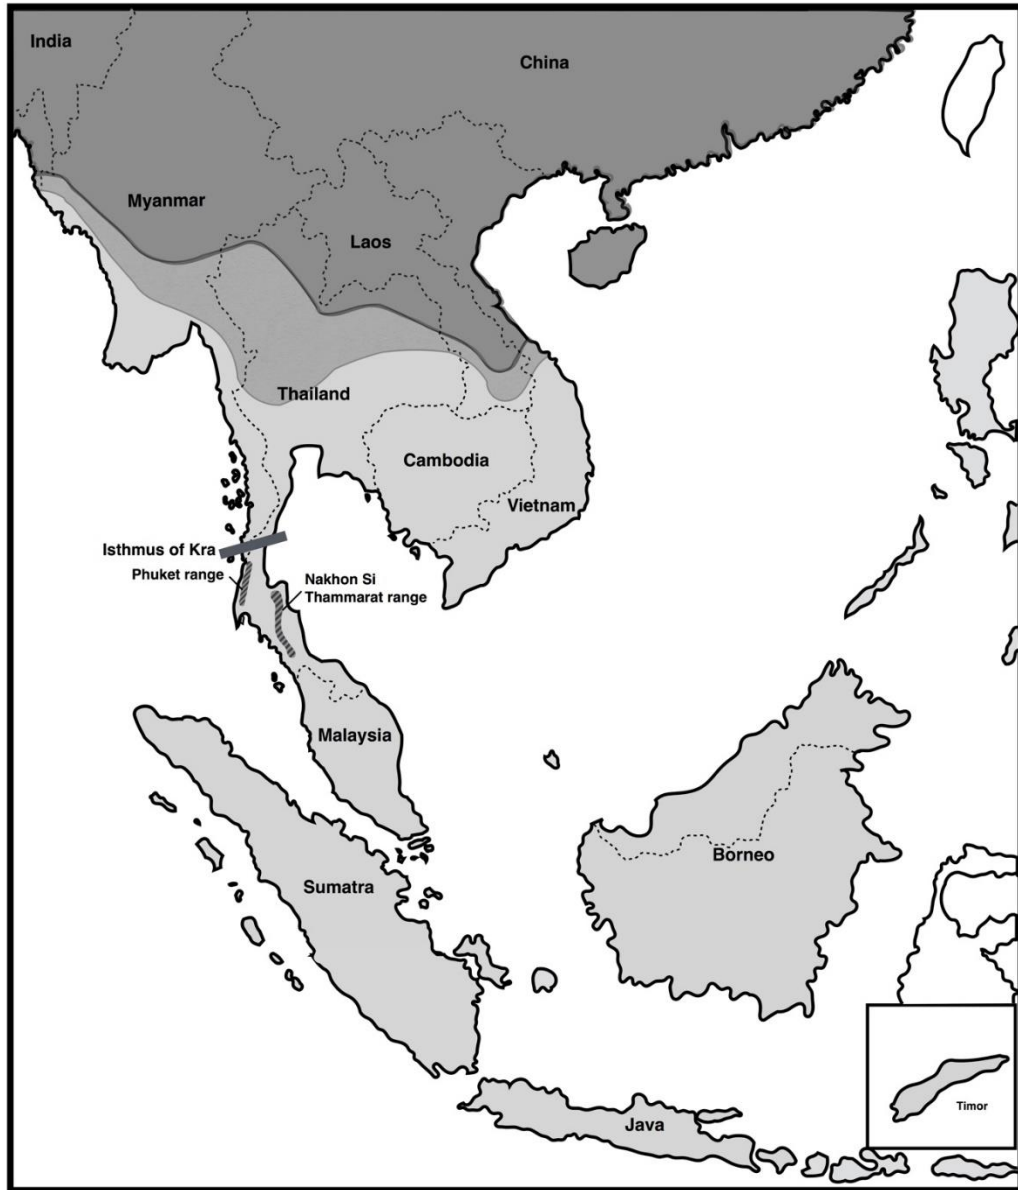 India
China
Myanmar
Laos
Thailand
Cambodia
Vietnam
Isthmus of Kra
Phuket range
Nakhon Si
Thammarat range
Malaysia
Borneo
Sumatra
Timor
Java